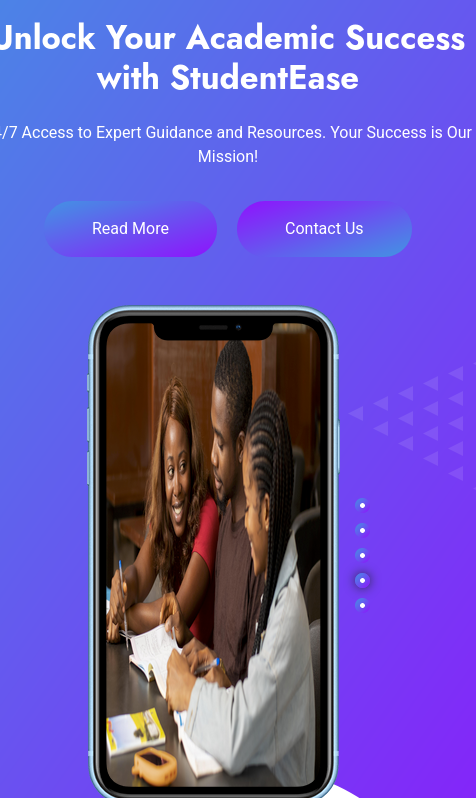 Unlock Your Academic Success
with StudentEase
/7 Access to Expert Guidance and Resources. Your Success is Our
Mission!
Read More
Contact Us